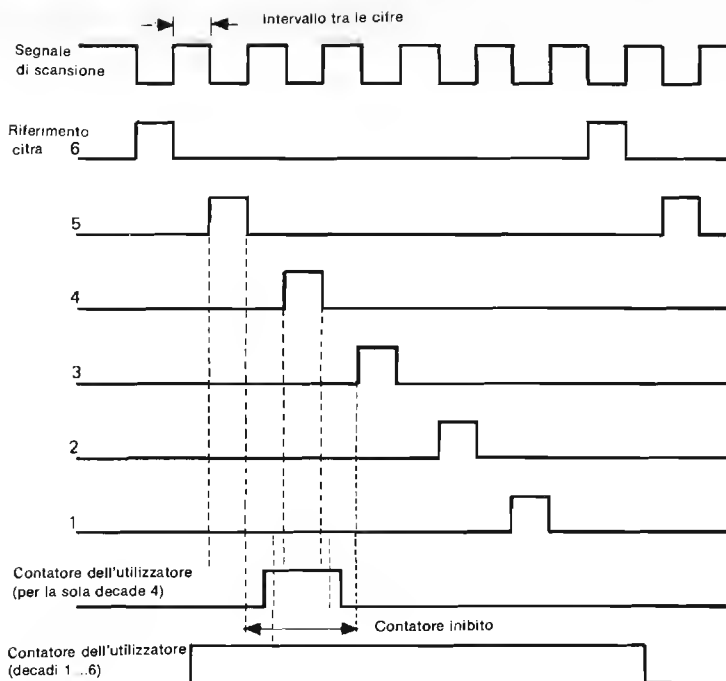 Intervallo tra le cifre
Segnale
di scansione
Riferimento
citra 6
5
4
3
2
1
Contatore dell'utilizzatore
(per la sola decade 4)
Contatore inibito
Contatore dell'utilizzatore
(decadi 1...6)